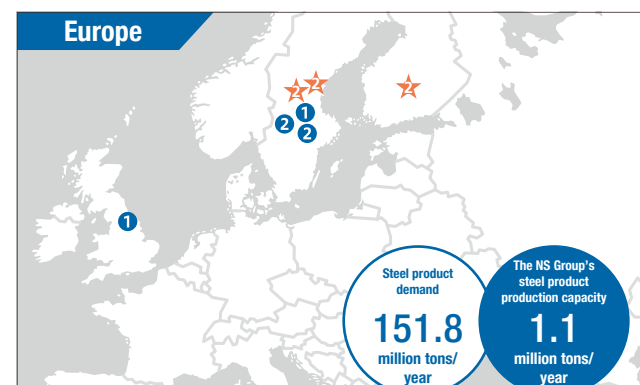 Europe
2
2
2
1
2
2
1
Steel product
demand
151.8
million tons/
year
The NS Group's
steel product
production capacity
1.1
million tons/
year